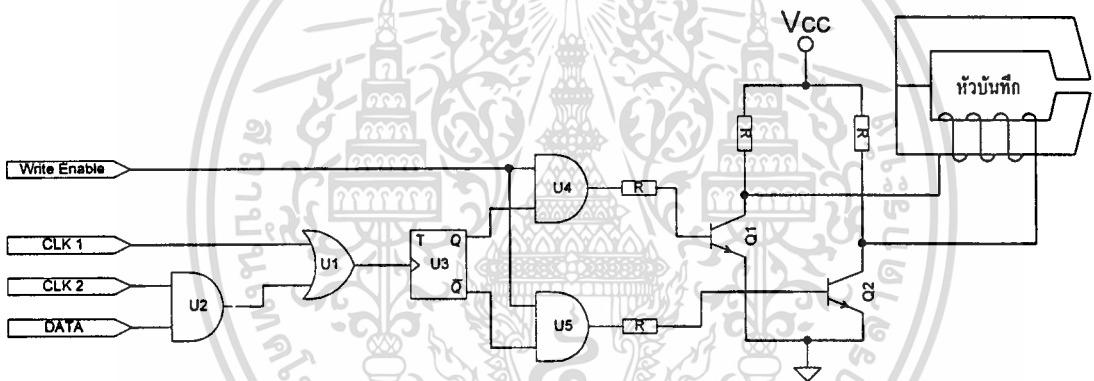 Vcc
หัวบันทึก
R
R
Write Enable
U4
R
CLK 1
U1
T Q
U3
Q̅
Q1
CLK 2
U2
Q2
DATA
U5
R